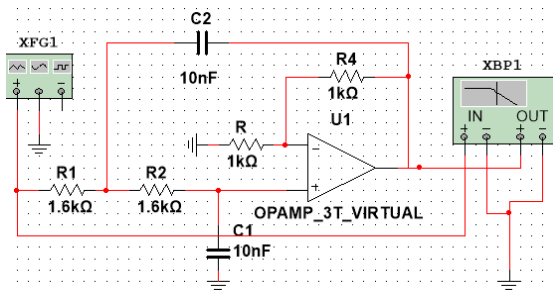 C2
XFG1
10nF
R4
1kΩ
XBP1
IN
OUT
U1
R
1kΩ
R1
1.6kΩ
R2
1.6kΩ
OPAMP_3T_VIRTUAL
C1
10nF